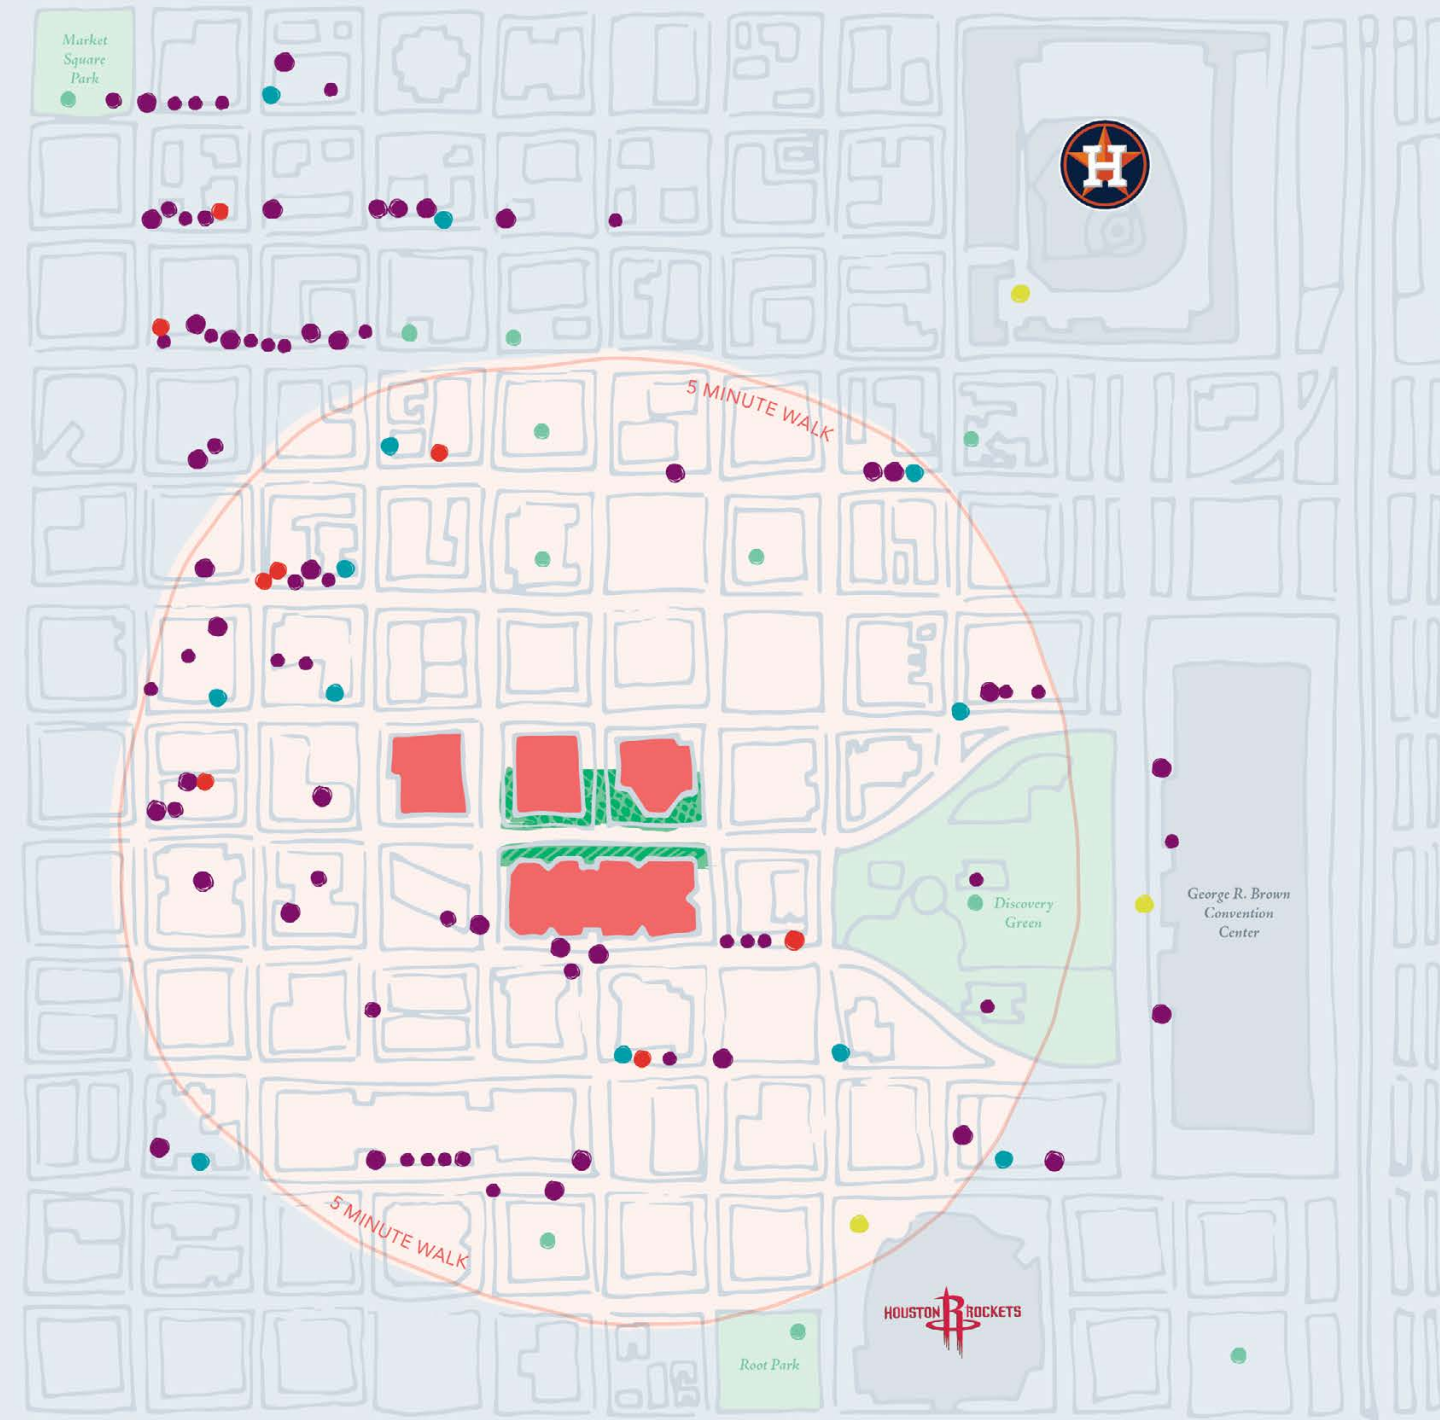 Market
Square
Park
H
5 MINUTE WALK
Discovery
Green
George R. Brown
Convention
Center
5 MINUTE WALK
HOUSTON R ROCKETS
Root Park